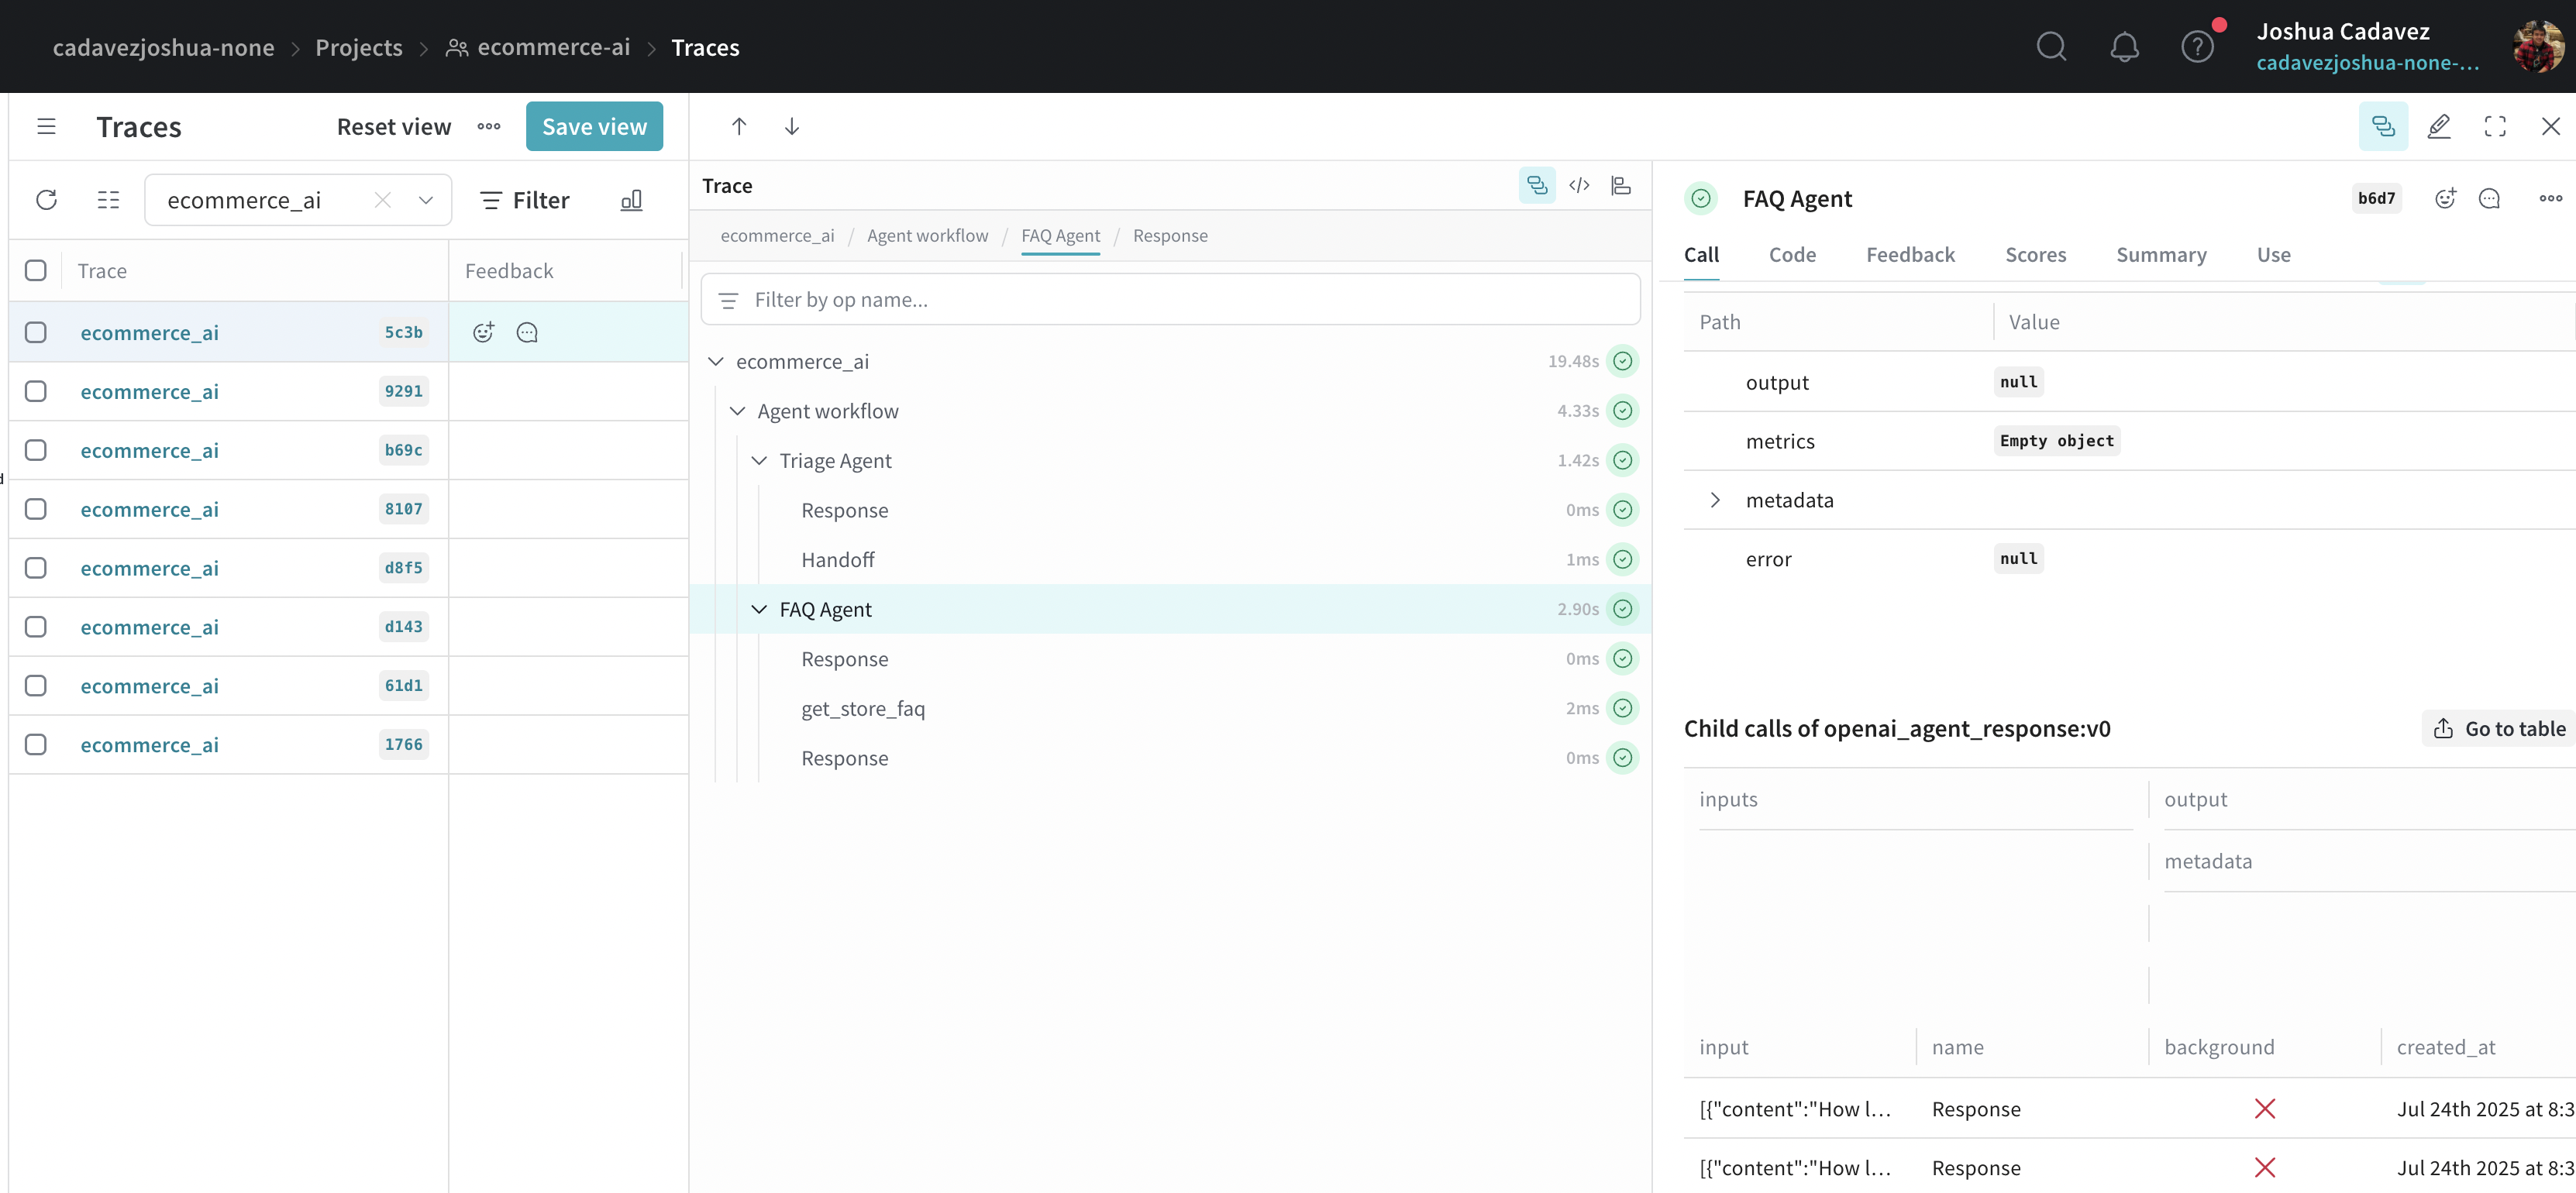 cadavezjoshua-none > Projects > ecommerce-ai > Traces
Joshua Cadavez
cadavezjoshua-none-...
Traces
Reset view
Save view
ecommerce_ai
Filter
Trace
Feedback
ecommerce_ai 5c3b
ecommerce_ai 9291
ecommerce_ai b69c
ecommerce_ai 8107
ecommerce_ai d8f5
ecommerce_ai d143
ecommerce_ai 61d1
ecommerce_ai 1766
Trace
ecommerce_ai / Agent workflow / FAQ Agent / Response
Filter by op name...
ecommerce_ai 19.48s
Agent workflow 4.33s
Triage Agent 1.42s
Response 0ms
Handoff 1ms
FAQ Agent 2.90s
Response 0ms
get_store_faq 2ms
Response 0ms
FAQ Agent
b6d7
Call Code Feedback Scores Summary Use
Path Value
output null
metrics Empty object
metadata
error null
Child calls of openai_agent_response:v0
Go to table
inputs output
metadata
input name background created_at
[{"content":"How l... Response Jul 24th 2025 at 8:3
[{"content":"How l... Response Jul 24th 2025 at 8:3